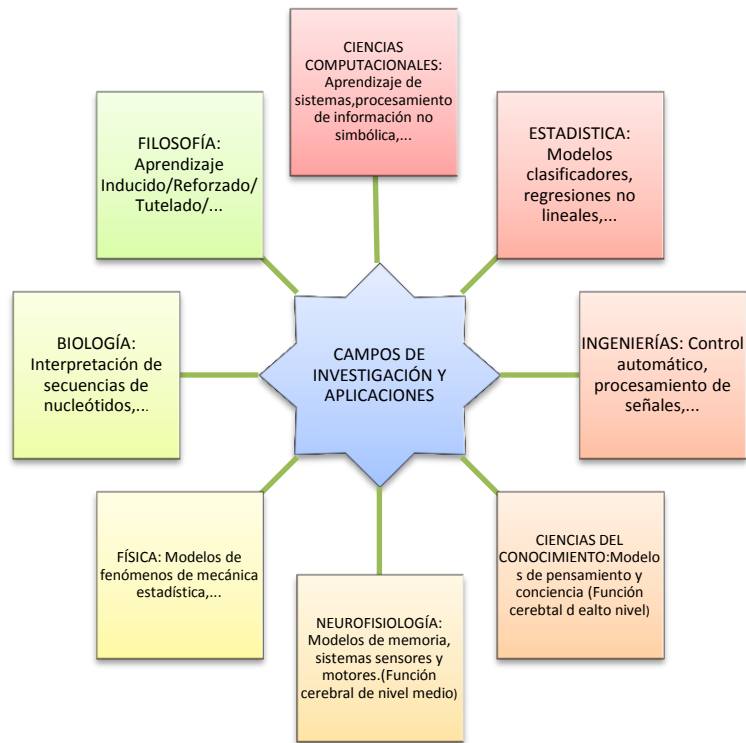 CIENCIAS
COMPUTACIONALES:
Aprendizaje de
sistemas,procesamiento
de información no
simbólica,...
ESTADISTICA:
Modelos
clasificadores,
regresiones no
lineales,...
INGENIERÍAS: Control
automático,
procesamiento de
señales,...
CIENCIAS DEL
CONOCIMIENTO:Model
s de pensamiento y
conciencia (Función
cerebtal d ealto nivel)
NEUROFISIOLOGÍA:
Modelos de memoria,
sistemas sensores y
motores.(Función
cerebral de nivel medio)
FÍSICA: Modelos de
fenómenos de mecánica
estadística,...
BIOLOGÍA:
Interpretación de
secuencias de
nucleótidos,...
FILOSOFÍA:
Aprendizaje
Inducido/Reforzado/
Tutelado/...
CAMPOS DE
INVESTIGACIÓN Y
APLICACIONES